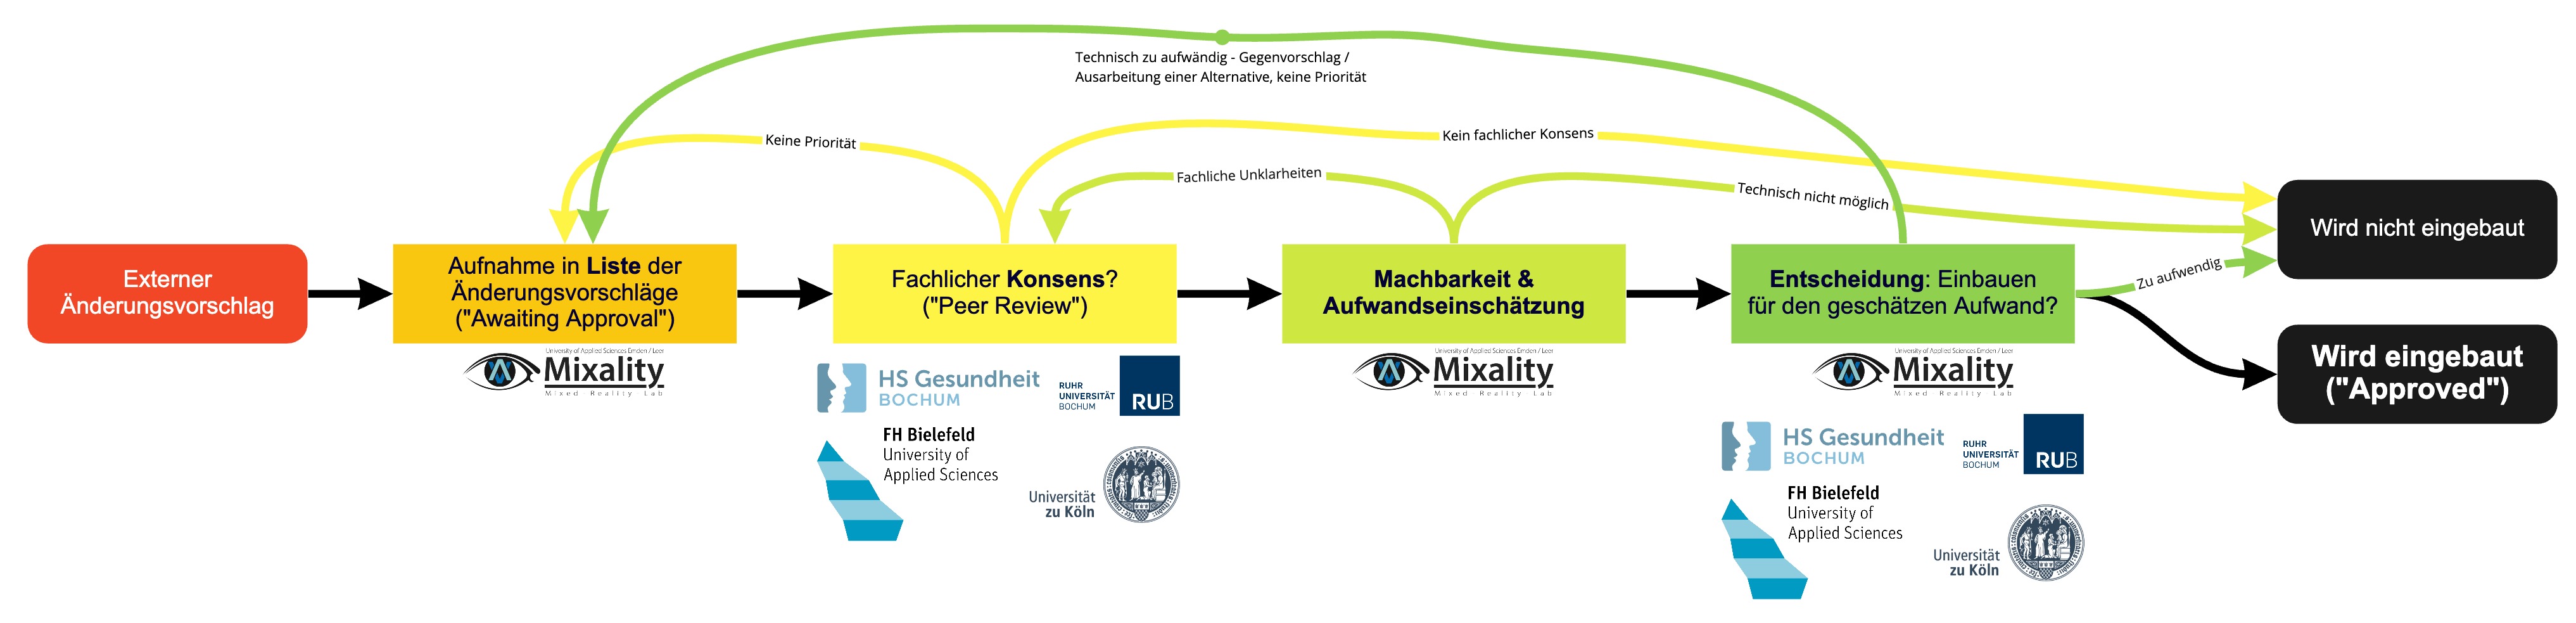 Technisch zu aufwändig - Gegenvorschlag /
Ausarbeitung einer Alternative, keine Priorität
Keine Priorität
Kein fachlicher Konsens
Fachliche Unklarheiten
Technisch nicht möglich
Externer
Änderungsvorschlag
Aufnahme in Liste der
Änderungsvorschläge
("Awaiting Approval")
Fachlicher Konsens?
("Peer Review")
Machbarkeit &
Aufwandseinschätzung
Entscheidung: Einbauen
für den geschätzen Aufwand?
Zu aufwendig
Wird nicht eingebaut
Wird eingebaut
("Approved")
University of Applied Sciences Emden / Leer
Mixality
Mixed Reality Lab
HS Gesundheit
BOCHUM
RUHR
UNIVERSITÄT
BOCHUM
RUB
FH Bielefeld
University of
Applied Sciences
Universität
zu Köln
University of Applied Sciences Emden / Leer
Mixality
Mixed Reality Lab
University of Applied Sciences Emden / Leer
Mixality
Mixed Reality Lab
HS Gesundheit
BOCHUM
RUHR
UNIVERSITÄT
BOCHUM
RUB
FH Bielefeld
University of
Applied Sciences
Universität
zu Köln